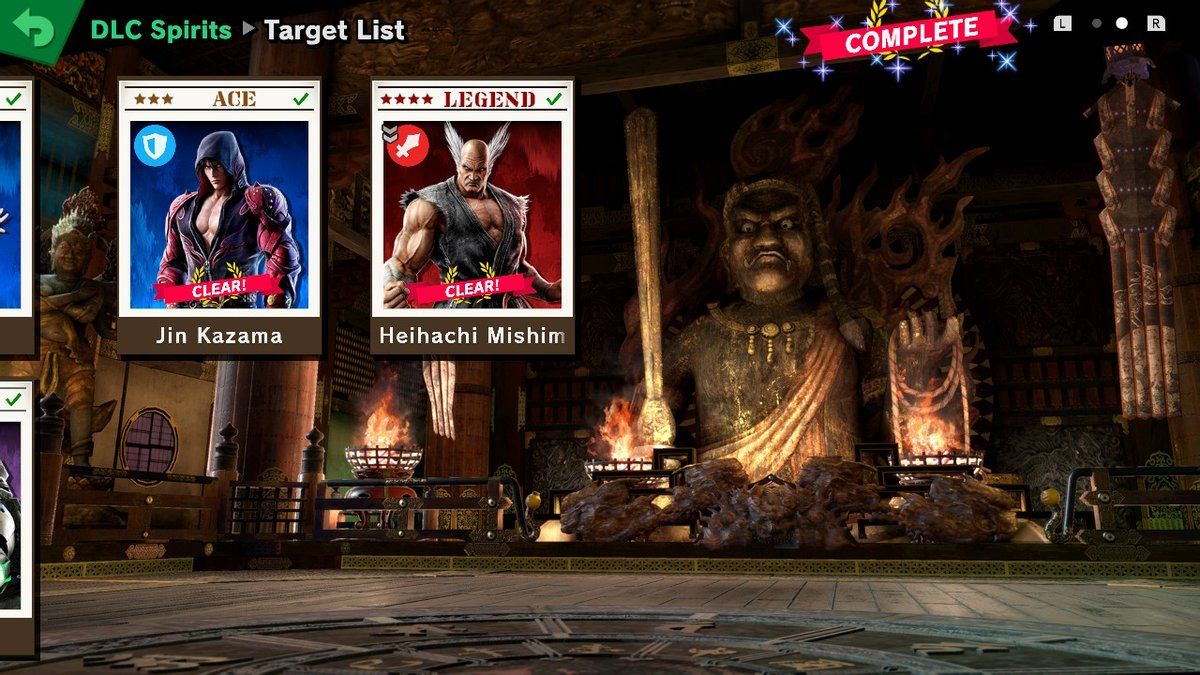 DLC Spirits ▶ Target List
COMPLETE
L
R
ACE
CLEAR!
Jin Kazama
LEGEND
CLEAR!
Heihachi Mishim